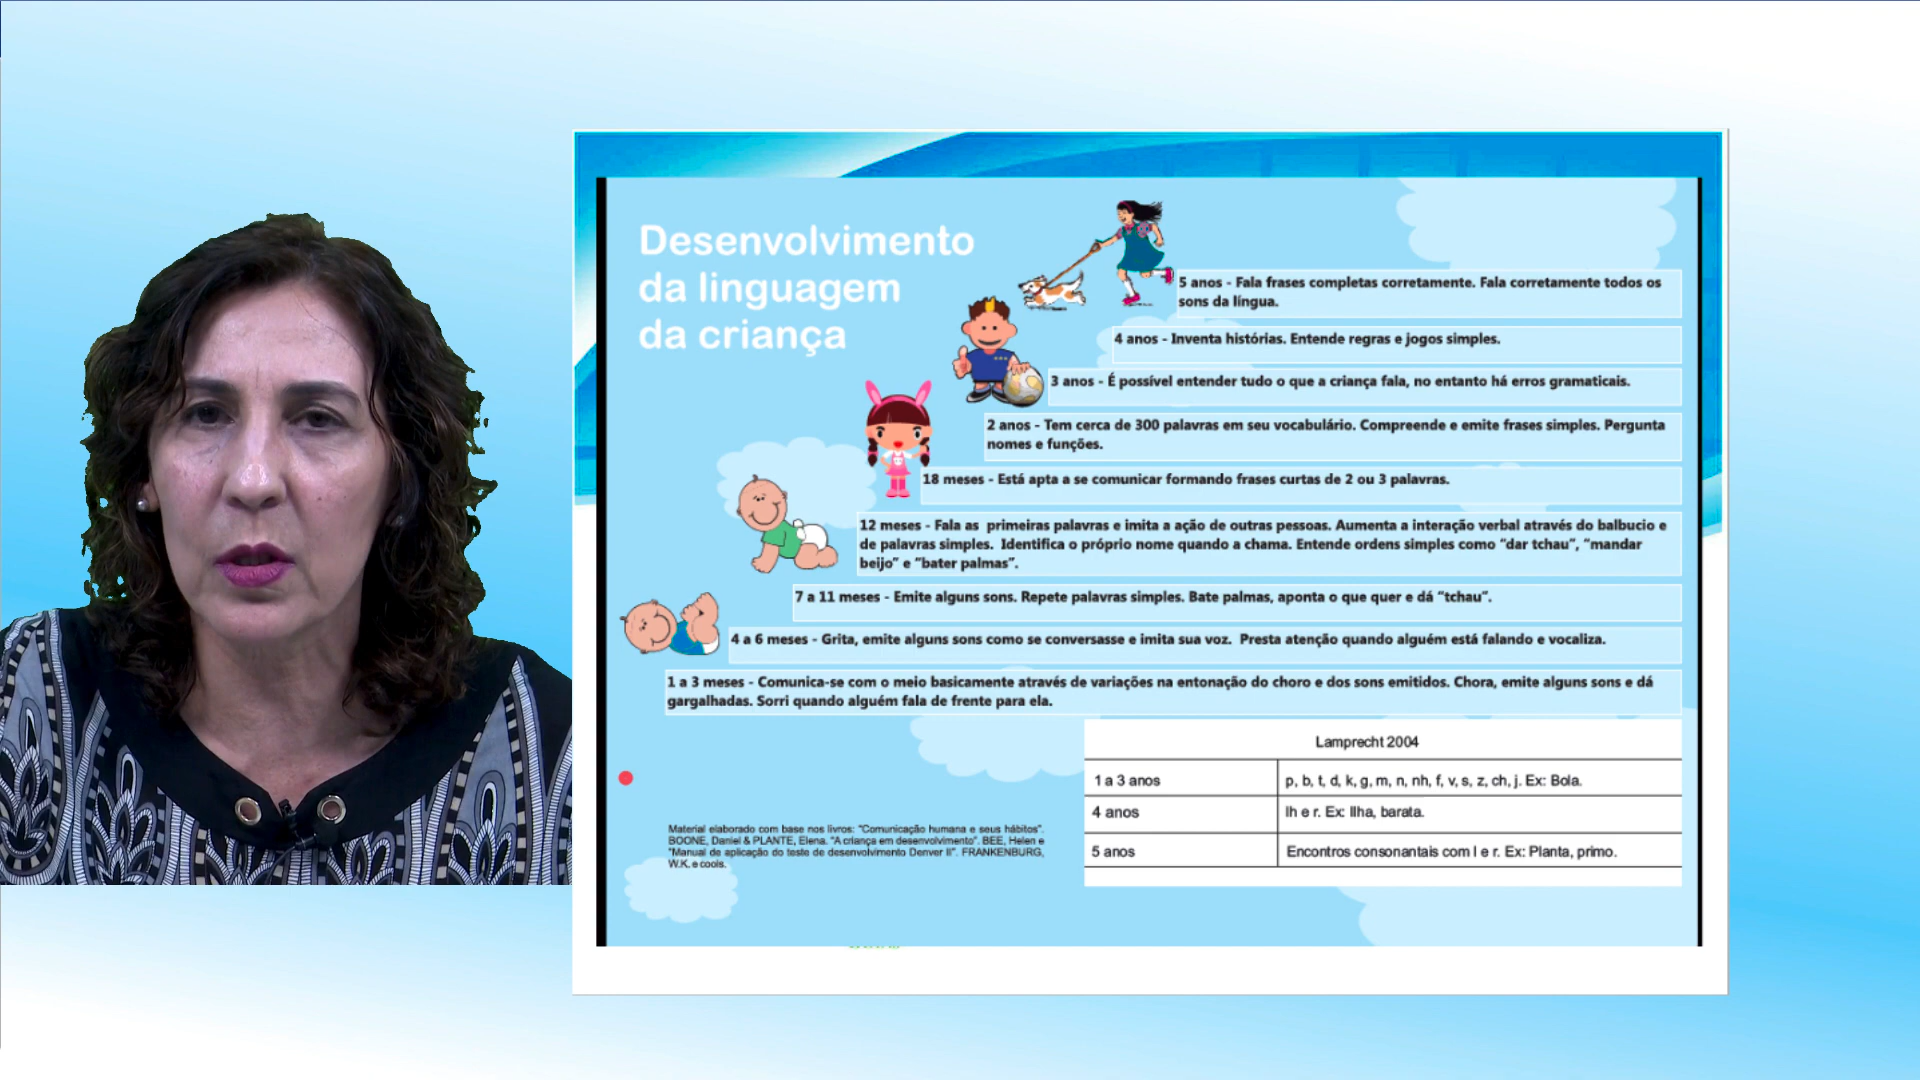 Desenvolvimento
da linguagem
da criança
5 anos - Fala frases completas corretamente. Fala corretamente todos os
sons da língua.
4 anos - Inventa histórias. Entende regras e jogos simples.
3 anos - É possível entender tudo o que a criança fala, no entanto há erros gramaticais.
2 anos - Tem cerca de 300 palavras em seu vocabulário. Compreende e emite frases simples. Pergunta
nomes e funções.
18 meses - Está apta a se comunicar formando frases curtas de 2 ou 3 palavras.
12 meses - Fala as primeiras palavras e imita a ação de outras pessoas. Aumenta a interação verbal através do balbucio e
de palavras simples. Identifica o próprio nome quando a chama. Entende ordens simples como “dar tchau”, “mandar
beijo” e “bater palmas”.
7 a 11 meses - Emite alguns sons. Repete palavras simples. Bate palmas, aponta o que quer e dá “tchau”.
4 a 6 meses - Grita, emite alguns sons como se conversasse e imita sua voz. Presta atenção quando alguém está falando e vocaliza.
1 a 3 meses - Comunica-se com o meio basicamente através de variações na entonação do choro e dos sons emitidos. Chora, emite alguns sons e dá
gargalhadas. Sorri quando alguém fala de frente para ela.
Lamprecht 2004
1 a 3 anos p, b, t, d, k, g, m, n, nh, f, v, s, z, ch, j. Ex: Bola.
4 anos lh e r. Ex: Ilha, barata.
5 anos Encontros consonantais com l e r. Ex: Planta, primo.
Material elaborado com base nos livros: "Comunicação humana e seus hábitos".
BOONE, Daniel & PLANTE, Elena. "A criança em desenvolvimento". BEE, Helen e
"Manual de aplicação do teste de desenvolvimento Denver II". FRANKENBURG,
W.K. e cools.